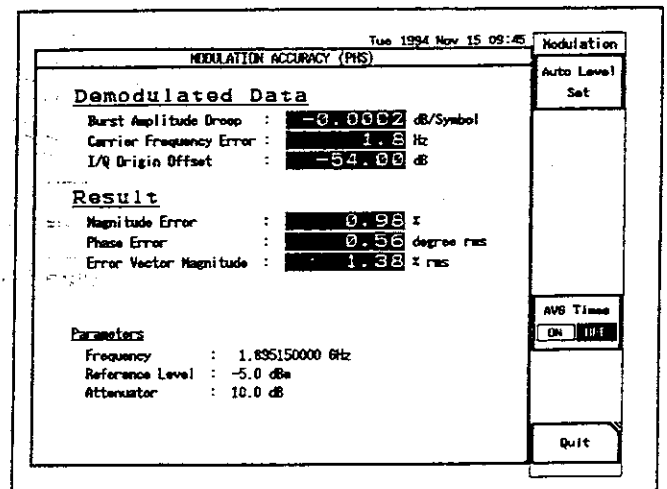 Tue 1994 Nov 15 09:45
MODULATION ACCURACY (PHS)
Demodulated Data
Burst Amplitude Droop : -0.0002 dB/Symbol
Carrier Frequency Error : 1.8 Hz
I/Q Origin Offset : -54.00 dB
Result
Magnitude Error : 0.98 %
Phase Error : 0.56 degree rms
Error Vector Magnitude : 1.38 % rms
Parameters
Frequency : 1.895150000 GHz
Reference Level : -5.0 dBm
Attenuator : 10.0 dB
Modulation
Auto Level
Set
AVG Times
ON OFF
Quit